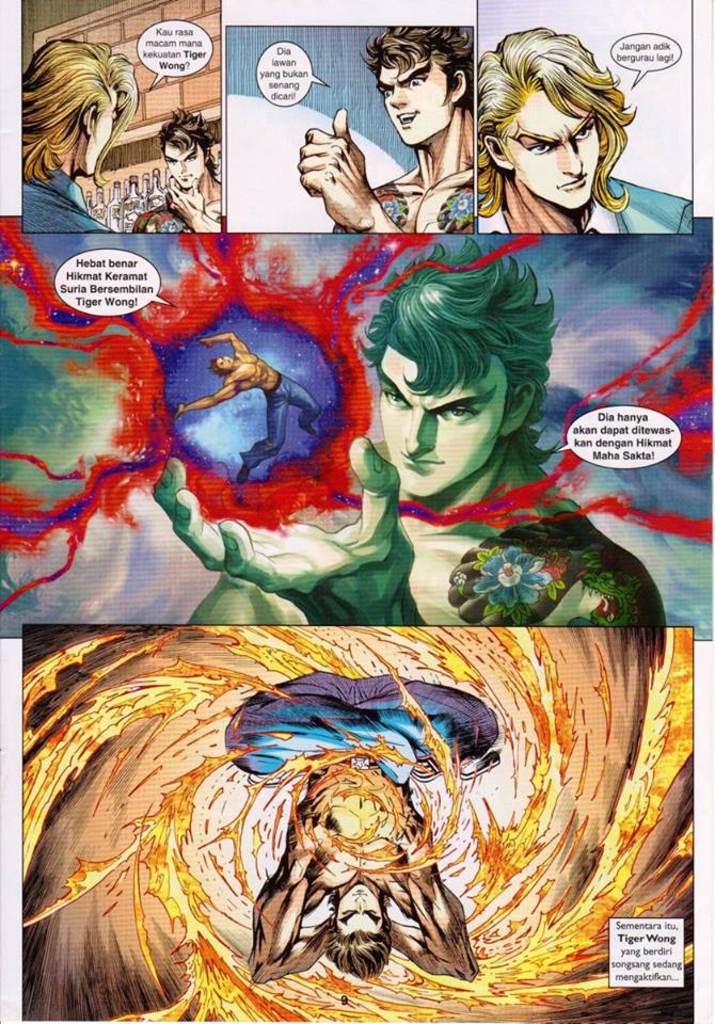 Kau rasa
macam mana
kekuatan Tiger
Wong?
Dia
lawan
yang bukan
senang
dicari!
Jangan adik
bergurau lagi!
Hebat benar
Hikmat Keramat
Suria Bersembilan
Tiger Wong!
Dia hanya
akan dapat ditewas-
kan dengan Hikmat
Maha Sakta!
Sementara itu,
Tiger Wong
yang berdiri
songsang sedang
mengaktifkan...
9